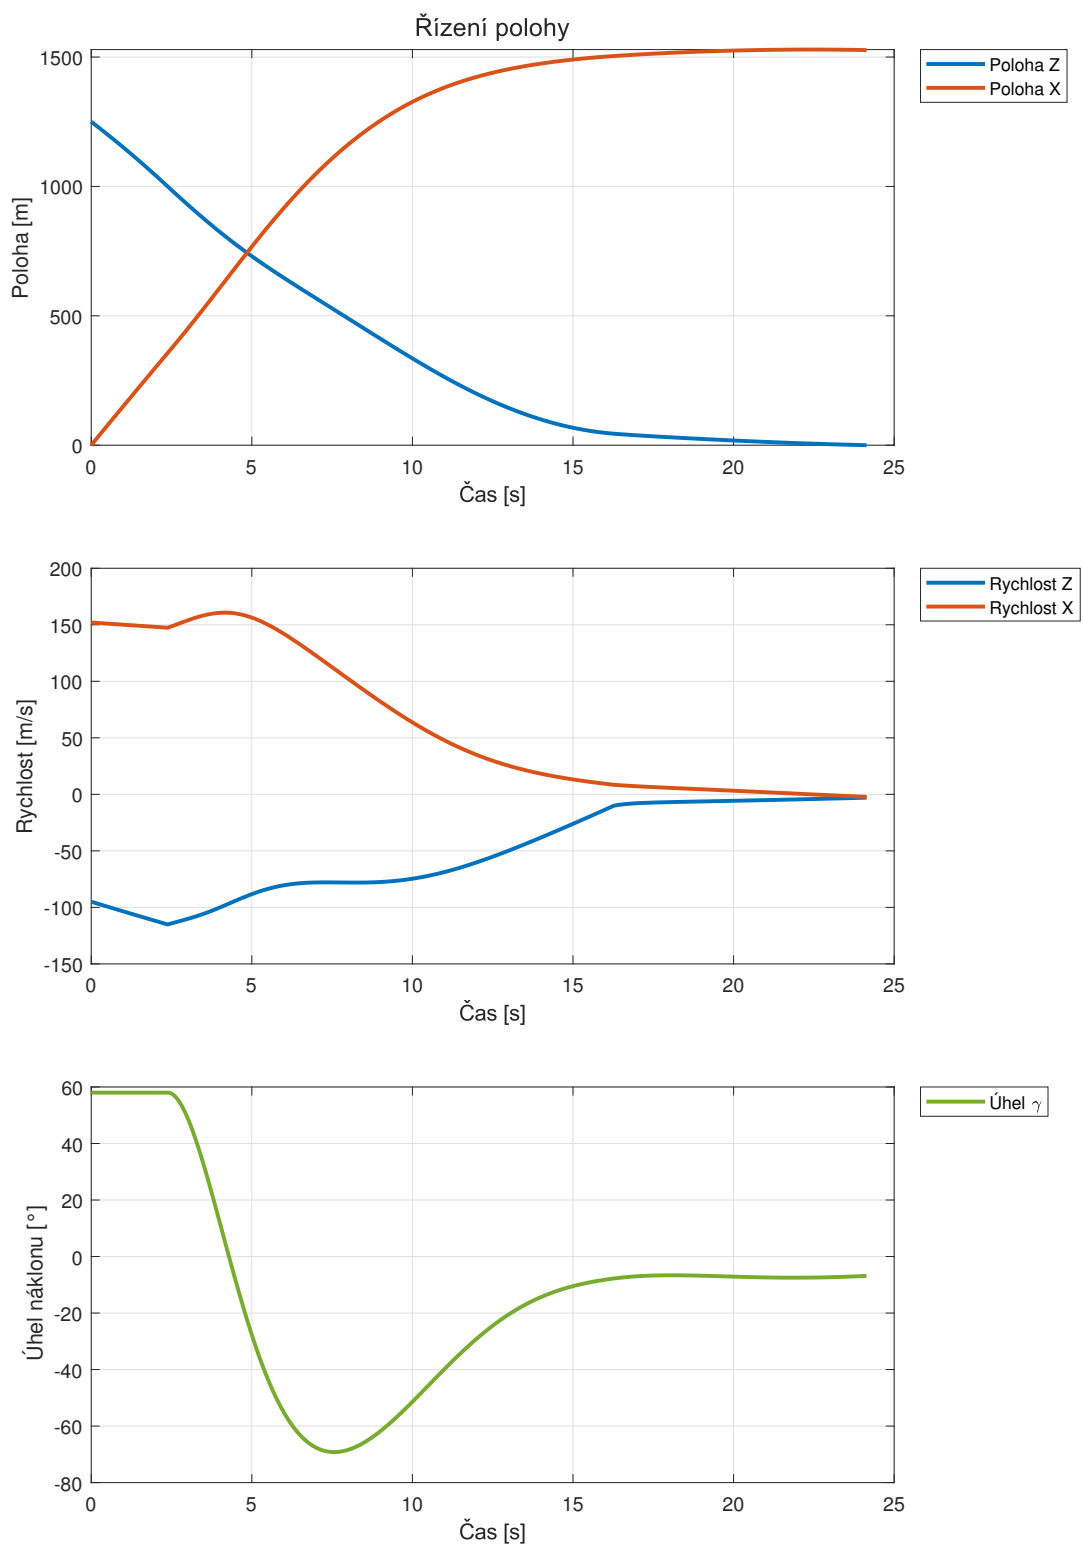 Řízení polohy
1500
1000
500
0
Poloha [m]
0 5 10 15 20 25
Čas [s]
Poloha Z
Poloha X
200
150
100
50
0
-50
-100
-150
Rychlost [m/s]
0 5 10 15 20 25
Čas [s]
Rychlost Z
Rychlost X
60
40
20
0
-20
-40
-60
-80
Úhel náklonu [°]
0 5 10 15 20 25
Čas [s]
Úhel γ